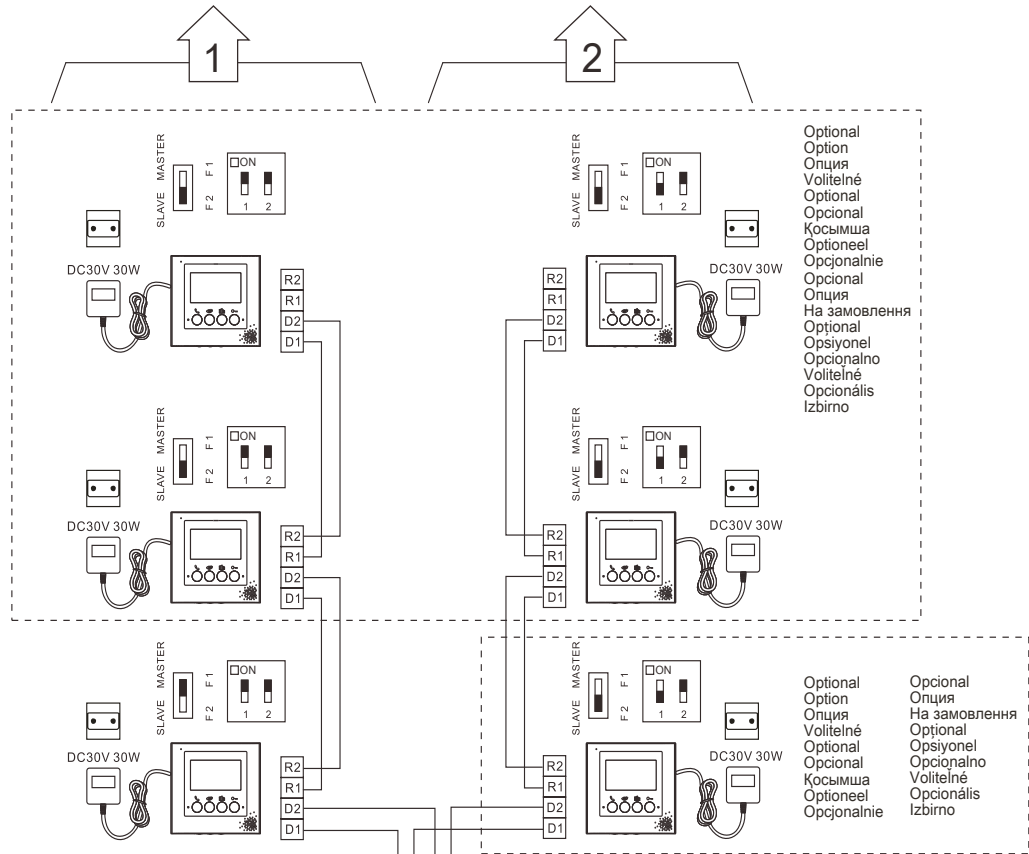 1
2
MASTER
SLAVE
F 1
F 2
ON
1 2
DC30V 30W
R2
R1
D2
D1
MASTER
SLAVE
F 1
F 2
ON
1 2
DC30V 30W
R2
R1
D2
D1
Optional
Option
Опция
Volitelné
Optional
Opcional
Қосымша
Optioneel
Opcjonalnie
Opcional
Опция
На замовлення
Opțional
Opsiyonel
Opcionalno
Voliteľné
Opcionális
Izbirno
MASTER
SLAVE
F 1
F 2
ON
1 2
DC30V 30W
R2
R1
D2
D1
MASTER
SLAVE
F 1
F 2
ON
1 2
DC30V 30W
R2
R1
D2
D1
MASTER
SLAVE
F 1
F 2
ON
1 2
DC30V 30W
R2
R1
D2
D1
MASTER
SLAVE
F 1
F 2
ON
1 2
DC30V 30W
R2
R1
D2
D1
Optional
Option
Опция
Volitelné
Optional
Opcional
Қосымша
Optioneel
Opcjonalnie
Opcional
Опция
На замовлення
Opțional
Opsiyonel
Opcionalno
Voliteľné
Opcionális
Izbirno